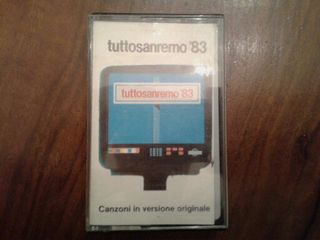 tuttosanremo '83
tuttosanremo '83
Canzoni in versione originale